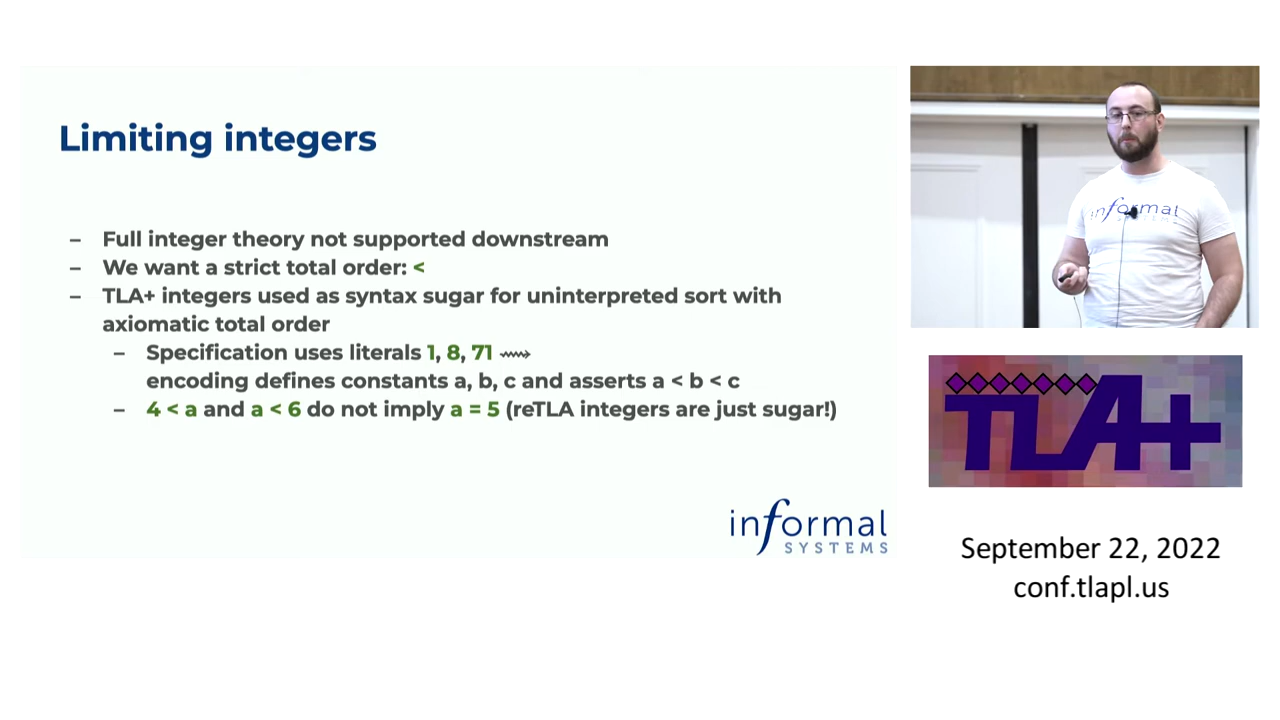 Limiting integers
– Full integer theory not supported downstream
– We want a strict total order: <
– TLA+ integers used as syntax sugar for uninterpreted sort with
axiomatic total order
– Specification uses literals 1, 8, 71 ⟿
encoding defines constants a, b, c and asserts a < b < c
– 4 < a and a < 6 do not imply a = 5 (reTLA integers are just sugar!)
informal
SYSTEMS
informal
SYSTEMS
TLA+
September 22, 2022
conf.tlapl.us